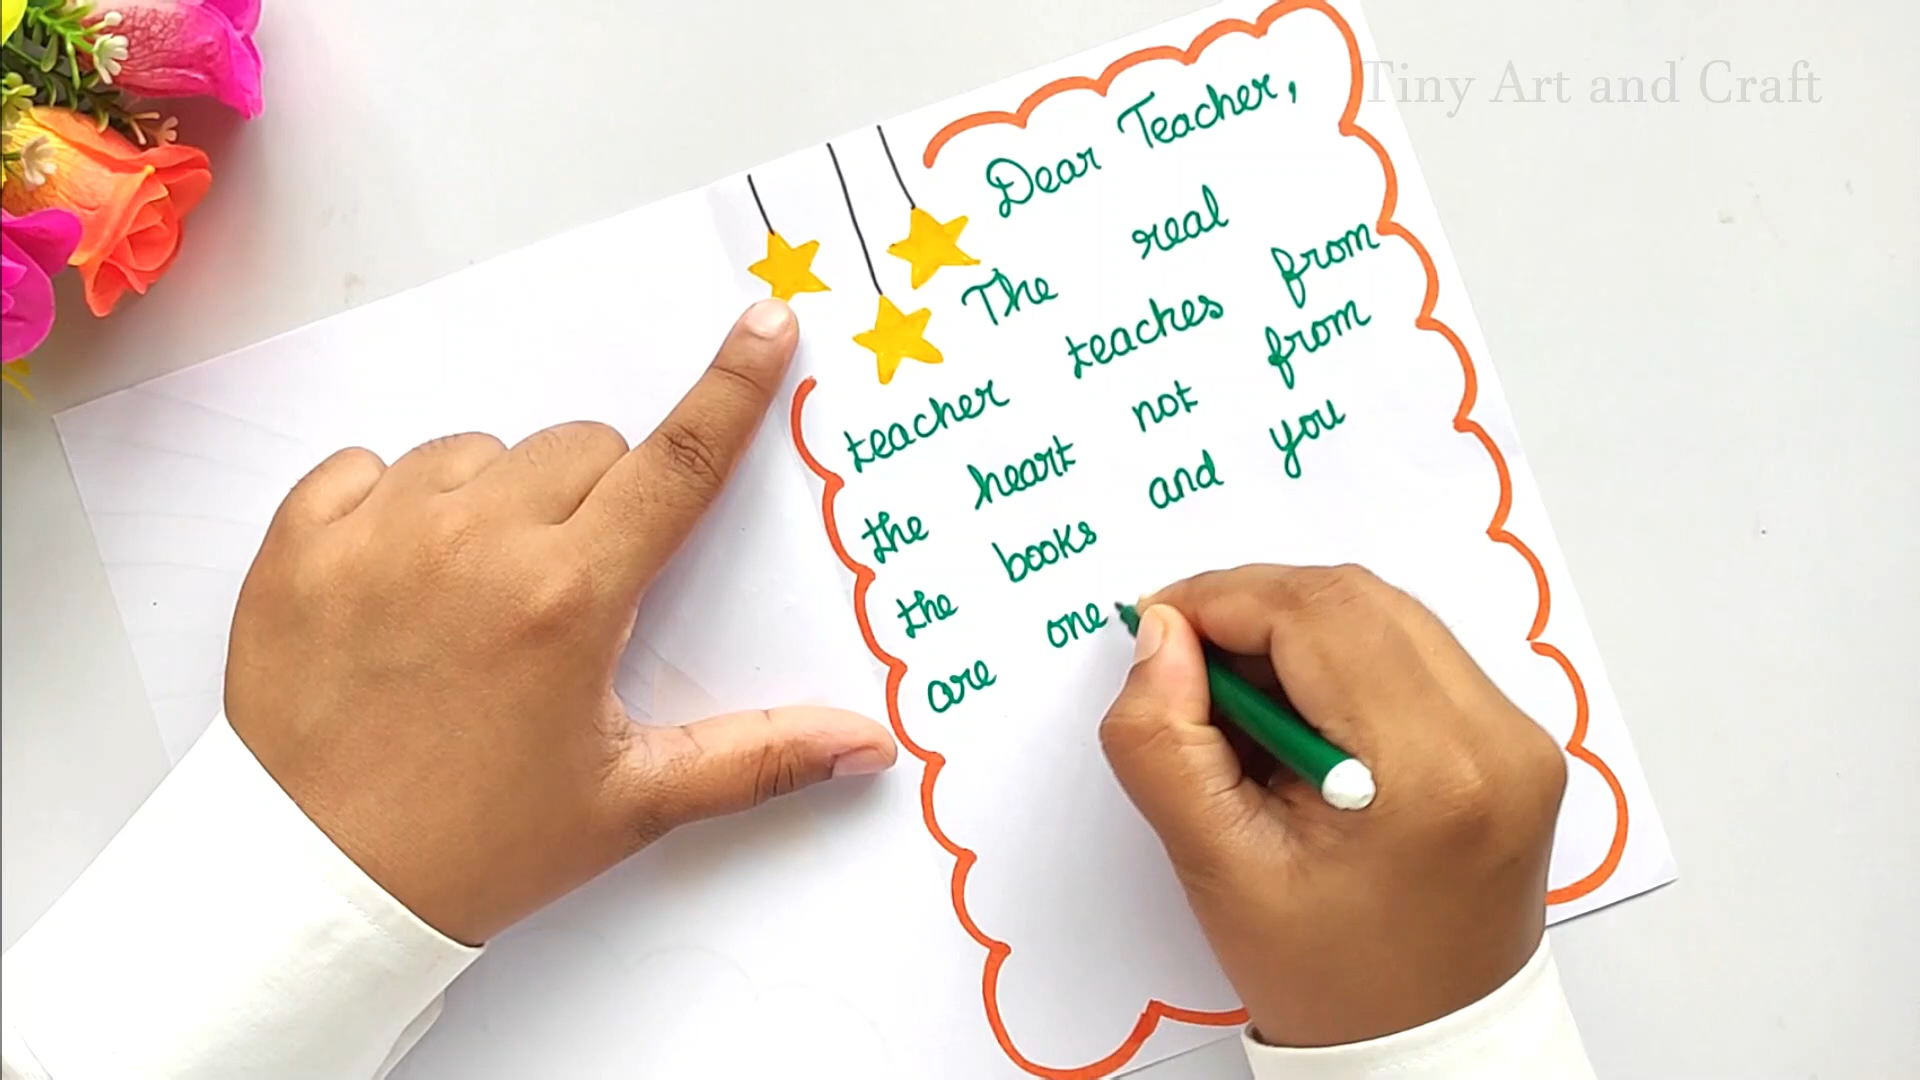 Tiny Art and Craft
Dear Teacher,
The real
teacher teaches from
the heart not from
the books and you
are one